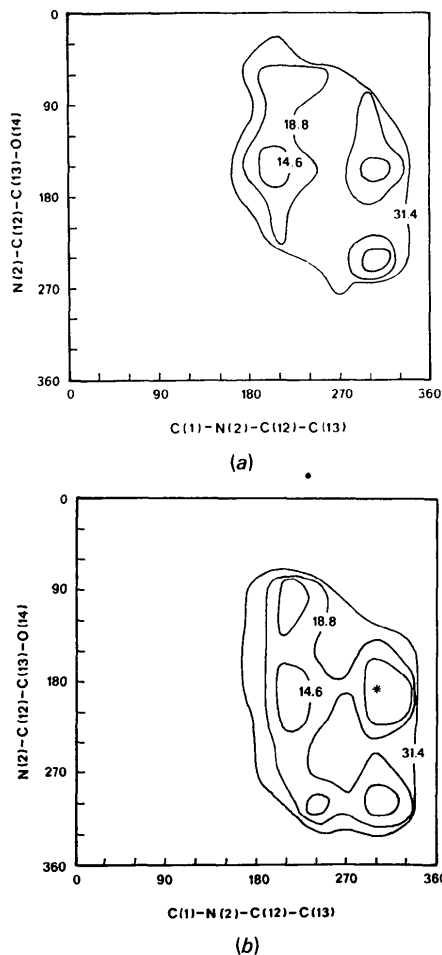 0
90
180
270
360
N(2)-C(12)-C(13)-O(14)
18.8
14.6
31.4
0 90 180 270 360
C(1)-N(2)-C(12)-C(13)
(a)
0
90
180
270
360
N(2)-C(12)-C(13)-O(14)
18.8
14.6
*
31.4
0 90 180 270 360
C(1)-N(2)-C(12)-C(13)
(b)